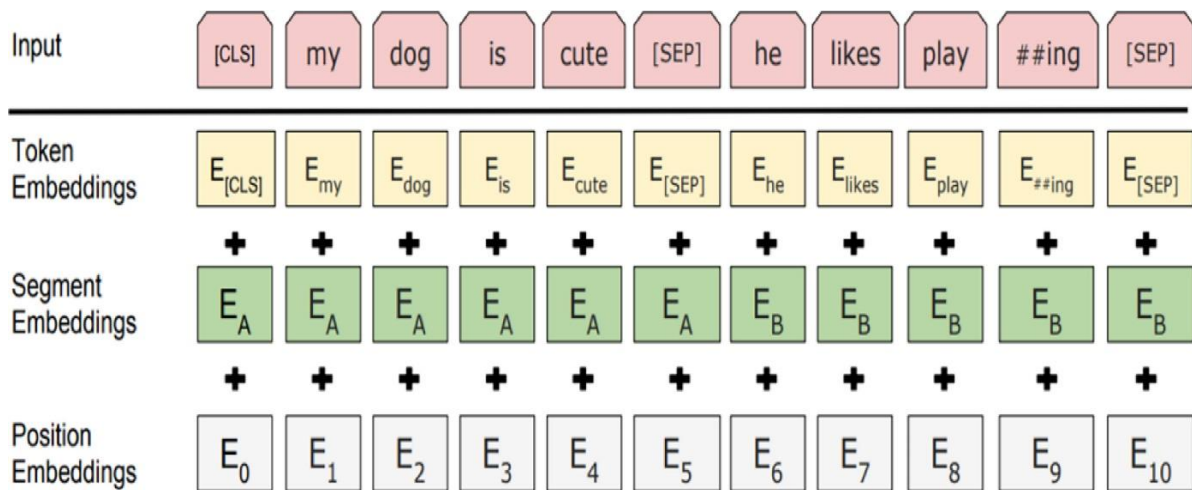 Input [CLS] my dog is cute [SEP] he likes play ##ing [SEP]
Token Embeddings E[CLS] Emy Edog Eis Ecute E[SEP] Ehe Elikes Eplay E##ing E[SEP]
+ + + + + + + + + + +
Segment Embeddings EA EA EA EA EA EA EB EB EB EB EB
+ + + + + + + + + + +
Position Embeddings E0 E1 E2 E3 E4 E5 E6 E7 E8 E9 E10